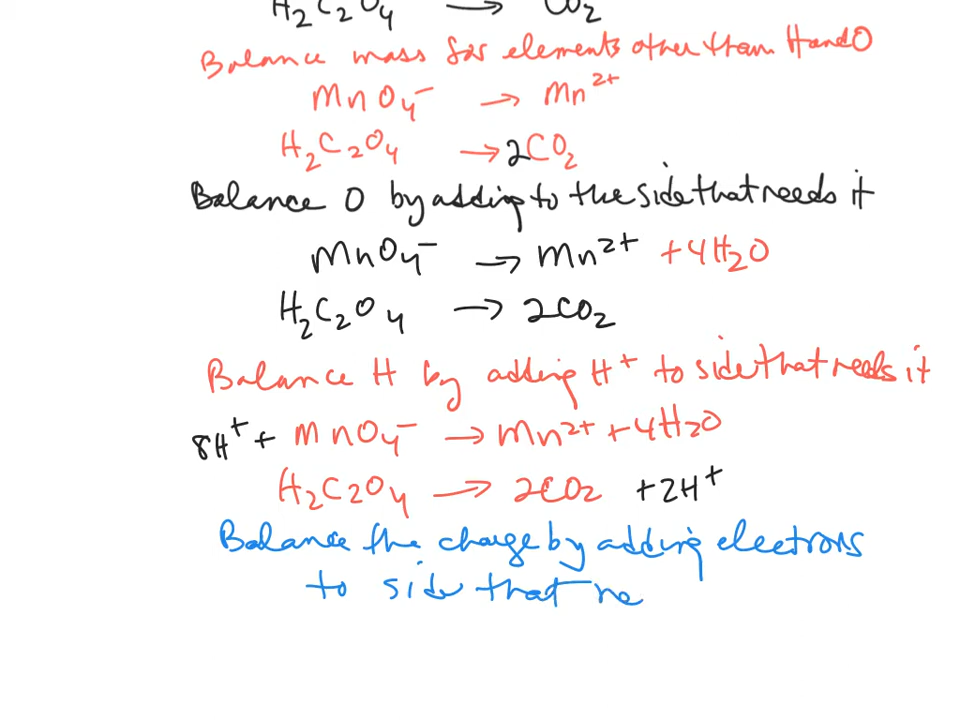 H₂C₂O₄ → CO₂
Balance mass for elements other than H and O
MnO₄⁻ → Mn²⁺
H₂C₂O₄ → 2CO₂
Balance O by adding to the side that needs it
MnO₄⁻ → Mn²⁺ + 4H₂O
H₂C₂O₄ → 2CO₂
Balance H by adding H⁺ to side that needs it
8H⁺ + MnO₄⁻ → Mn²⁺ + 4H₂O
H₂C₂O₄ → 2CO₂ + 2H⁺
Balance the charge by adding electrons
to side that ne